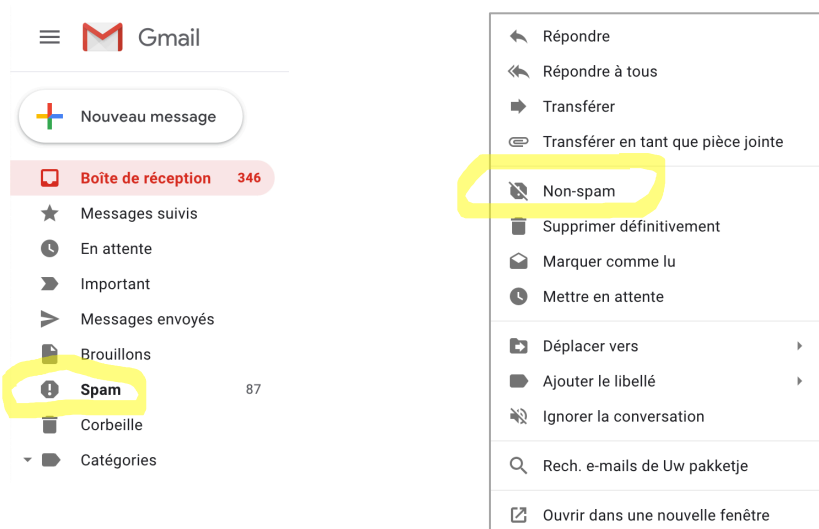 Gmail
Nouveau message
Boîte de réception 346
Messages suivis
En attente
Important
Messages envoyés
Brouillons
Spam 87
Corbeille
Catégories
Répondre
Répondre à tous
Transférer
Transférer en tant que pièce jointe
Non-spam
Supprimer définitivement
Marquer comme lu
Mettre en attente
Déplacer vers
Ajouter le libellé
Ignorer la conversation
Rech. e-mails de Uw pakketje
Ouvrir dans une nouvelle fenêtre